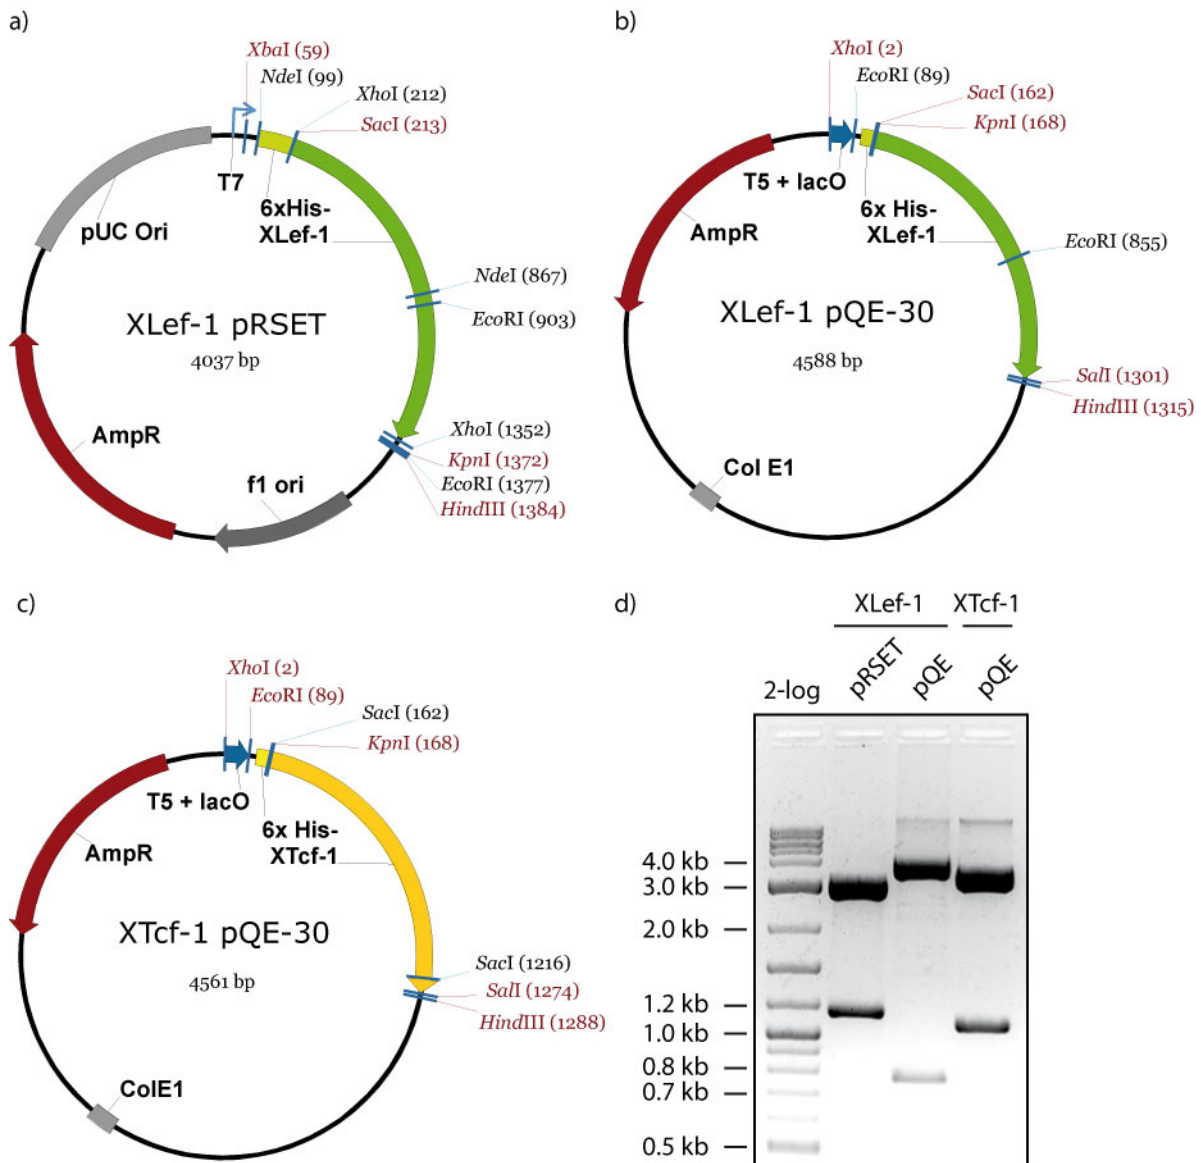 a)
XbaI (59)
NdeI (99)
XhoI (212)
SacI (213)
T7
6xHis-
XLef-1
pUC Ori
NdeI (867)
EcoRI (903)
XLef-1 pRSET
4037 bp
AmpR
XhoI (1352)
KpnI (1372)
EcoRI (1377)
HindIII (1384)
f1 ori
b)
XhoI (2)
EcoRI (89)
SacI (162)
KpnI (168)
T5 + lacO
6x His-
XLef-1
AmpR
EcoRI (855)
XLef-1 pQE-30
4588 bp
SalI (1301)
HindIII (1315)
Col E1
c)
XhoI (2)
EcoRI (89)
SacI (162)
KpnI (168)
T5 + lacO
6x His-
XTcf-1
AmpR
XTcf-1 pQE-30
4561 bp
SacI (1216)
SalI (1274)
HindIII (1288)
ColE1
d)
XLef-1 XTcf-1
2-log pRSET pQE pQE
4.0 kb
3.0 kb
2.0 kb
1.2 kb
1.0 kb
0.8 kb
0.7 kb
0.5 kb